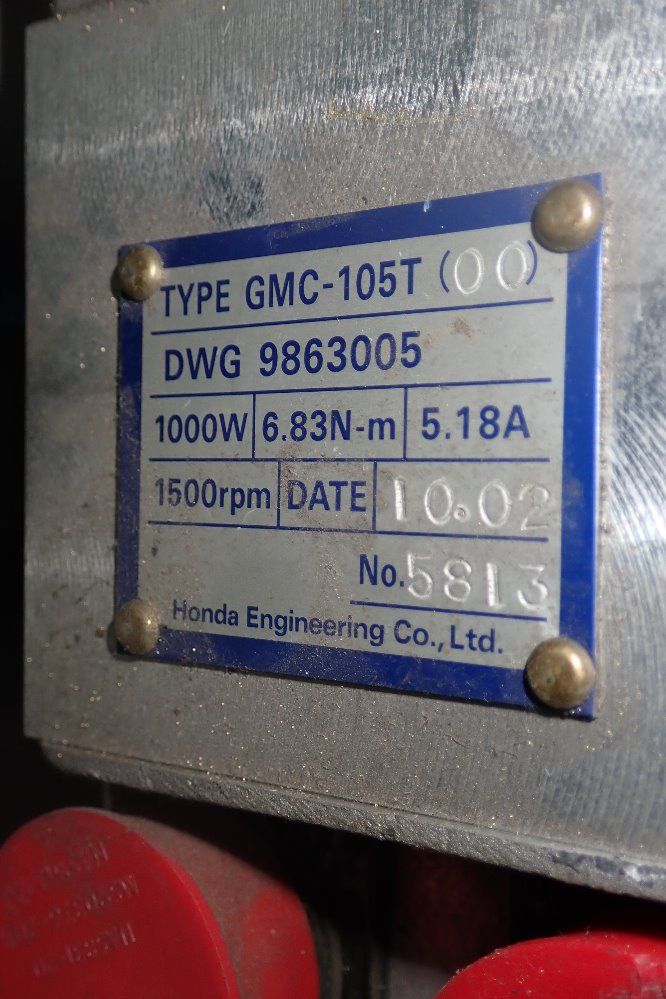 TYPE GMC-105T (00)
DWG 9863005
1000W 6.83N-m 5.18A
1500rpm DATE 10.02
No.5813
Honda Engineering Co.,Ltd.